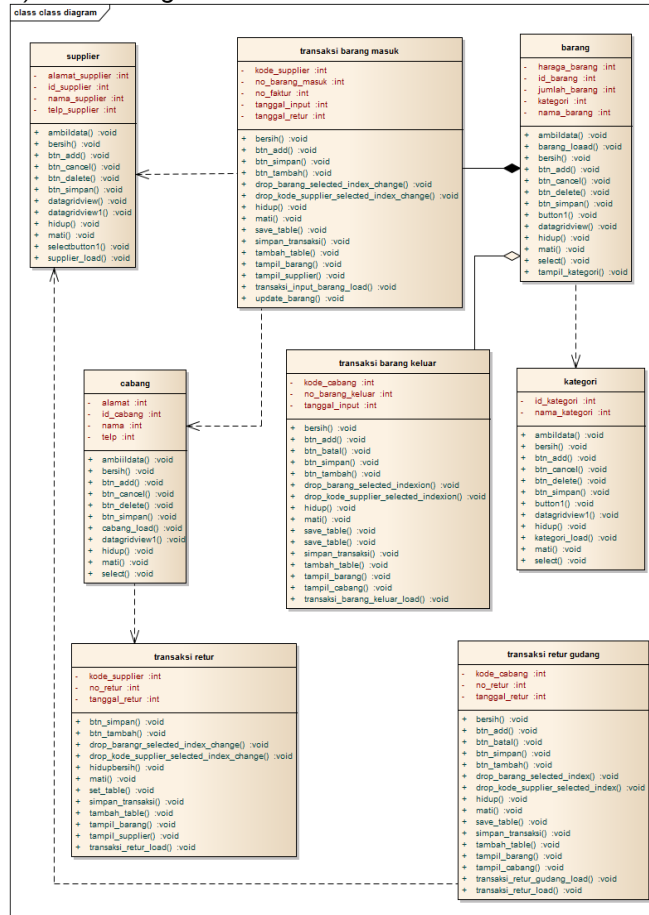 class class diagram
supplier
- alamat_supplier :int
- id_supplier :int
- nama_supplier :int
- telp_supplier :int
+ ambildata() :void
+ bersih() :void
+ btn_add() :void
+ btn_cancel() :void
+ btn_dalete() :void
+ btn_simpan() :void
+ datagridview() :void
+ datagridview1() :void
+ hidup() :void
+ mati() :void
+ selectbutton1() :void
+ supplier_load() :void
transaksi barang masuk
- kode_supplier :int
- no_barang_masuk :int
- no_faktur :int
- tanggal_input :int
- tanggal_retur :int
+ bersih() :void
+ btn_add() :void
+ btn_simpan() :void
+ btn_tambah() :void
+ drop_barang_selected_index_change() :void
+ drop_kode_supplier_selected_index_change() :void
+ hidup() :void
+ mati() :void
+ save_table() :void
+ simpan_transaksi() :void
+ tambah_table() :void
+ tampil_barang() :void
+ tampil_supplier() :void
+ transaksi_input_barang_load() :void
+ update_barang() :void
barang
- haraga_barang :int
- id_barang :int
- jumlah_barang :int
- kategori :int
- nama_barang :int
+ ambildata() :void
+ barang_loaad() :void
+ bersih() :void
+ btn_add() :void
+ btn_cancel() :void
+ btn_delete() :void
+ btn_simpan() :void
+ button1() :void
+ datagridview() :void
+ hidup() :void
+ mati() :void
+ select() :void
+ tampil_kategori() :void
cabang
- alamat :int
- id_cabang :int
- nama :int
- telp :int
+ ambiildata() :void
+ bersih() :void
+ btn_add() :void
+ btn_cancel() :void
+ btn_delete() :void
+ btn_simpan() :void
+ cabang_load() :void
+ datagridview1() :void
+ hidup() :void
+ mati() :void
+ select() :void
transaksi barang keluar
- kode_cabang :int
- no_barang_keluar :int
- tanggal_input :int
+ bersih() :void
+ btn_add() :void
+ btn_batal() :void
+ btn_simpan() :void
+ btn_tambah() :void
+ drop_barang_selected_indexion() :void
+ drop_kode_supplier_selected_indexion() :void
+ hidup() :void
+ mati() :void
+ save_table() :void
+ save_table() :void
+ simpan_transaksi() :void
+ tambah_table() :void
+ tampil_barang() :void
+ tampil_cabang() :void
+ transaksi_barang_keluar_load() :void
kategori
- id_kategori :int
- nama_kategori :int
+ ambildata() :void
+ bersih() :void
+ btn_add() :void
+ btn_cancel() :void
+ btn_delete() :void
+ btn_simpan() :void
+ button1() :void
+ datagridview1() :void
+ hidup() :void
+ kategori_load() :void
+ mati() :void
+ select() :void
transaksi retur
- kode_supplier :int
- no_retur :int
- tanggal_retur :int
+ btn_simpan() :void
+ btn_tambah() :void
+ drop_barangr_selected_index_change() :void
+ drop_kode_supplier_selected_index_change() :void
+ hidupbersih() :void
+ mati() :void
+ set_table() :void
+ simpan_transaksi() :void
+ tambah_table() :void
+ tampil_barang() :void
+ tampil_supplier() :void
+ transaksi_retur_load() :void
transaksi retur gudang
- kode_cabang :int
- no_retur :int
- tanggal_retur :int
+ bersih() :void
+ btn_add() :void
+ btn_batal() :void
+ btn_simpan() :void
+ btn_tambah() :void
+ drop_barang_selected_index() :void
+ drop_kode_supplier_selected_index() :void
+ hidup() :void
+ mati() :void
+ save_table() :void
+ simpan_transaksi() :void
+ tambah_table() :void
+ tampil_barang() :void
+ tampil_cabang() :void
+ transaksi_retur_gudang_load() :void
+ transaksi_retur_load() :void